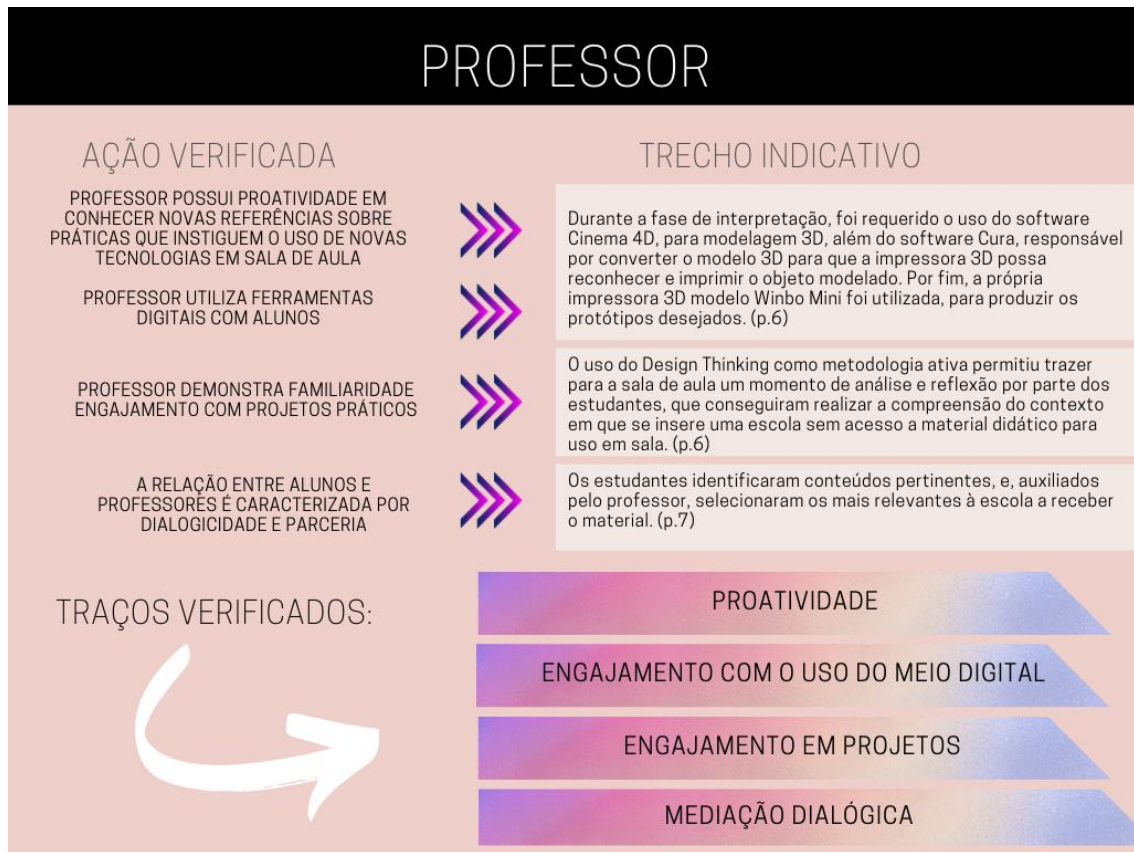 PROFESSOR
AÇÃO VERIFICADA
TRECHO INDICATIVO
PROFESSOR POSSUI PROATIVIDADE EM
CONHECER NOVAS REFERÊNCIAS SOBRE
PRÁTICAS QUE INSTIGUEM O USO DE NOVAS
TECNOLOGIAS EM SALA DE AULA
PROFESSOR UTILIZA FERRAMENTAS
DIGITAIS COM ALUNOS
Durante a fase de interpretação, foi requerido o uso do software
Cinema 4D, para modelagem 3D, além do software Cura, responsável
por converter o modelo 3D para que a impressora 3D possa
reconhecer e imprimir o objeto modelado. Por fim, a própria
impressora 3D modelo Winbo Mini foi utilizada, para produzir os
protótipos desejados. (p.6)
PROFESSOR DEMONSTRA FAMILIARIDADE
ENGAJAMENTO COM PROJETOS PRÁTICOS
O uso do Design Thinking como metodologia ativa permitiu trazer
para a sala de aula um momento de análise e reflexão por parte dos
estudantes, que conseguiram realizar a compreensão do contexto
em que se insere uma escola sem acesso a material didático para
uso em sala. (p.6)
A RELAÇÃO ENTRE ALUNOS E
PROFESSORES É CARACTERIZADA POR
DIALOGICIDADE E PARCERIA
Os estudantes identificaram conteúdos pertinentes, e, auxiliados
pelo professor, selecionaram os mais relevantes à escola a receber
o material. (p.7)
TRAÇOS VERIFICADOS:
PROATIVIDADE
ENGAJAMENTO COM O USO DO MEIO DIGITAL
ENGAJAMENTO EM PROJETOS
MEDIAÇÃO DIALÓGICA